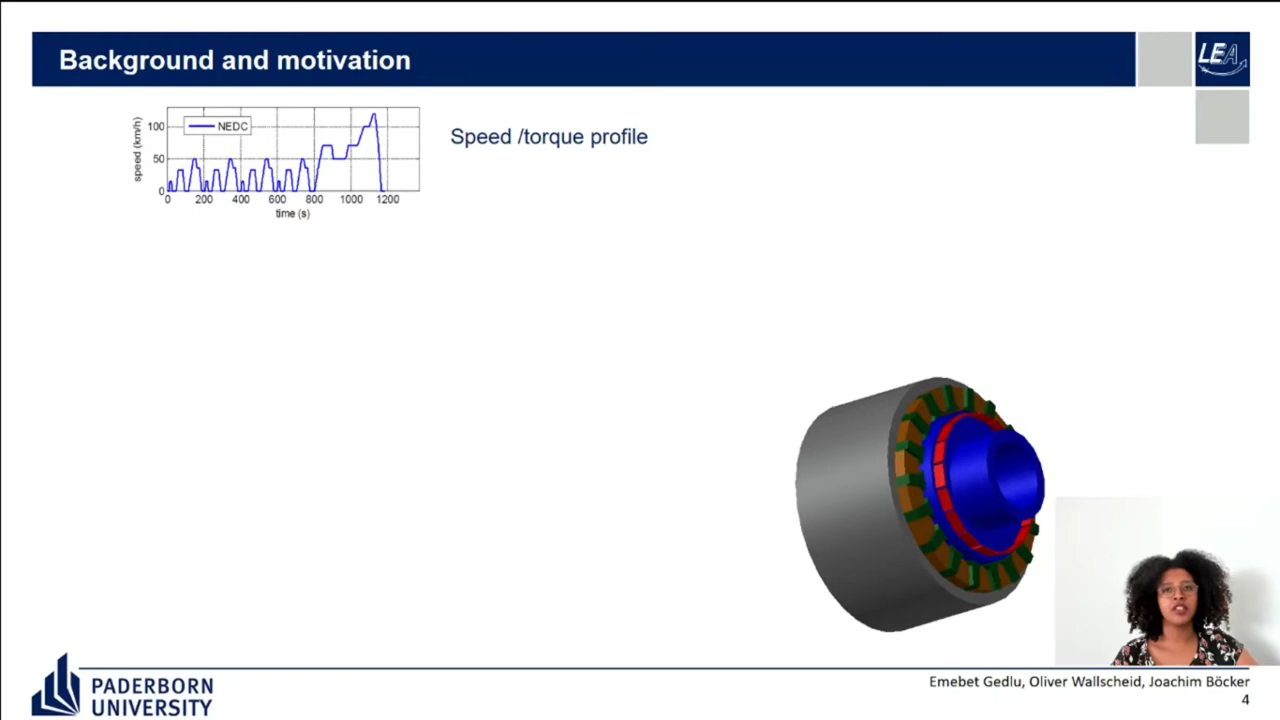 Background and motivation
LEA
speed (km/h)
100
50
0
NEDC
0 200 400 600 800 1000 1200
time (s)
Speed /torque profile
PADERBORN
UNIVERSITY
Emebet Gedlu, Oliver Wallscheid, Joachim Böcker
4